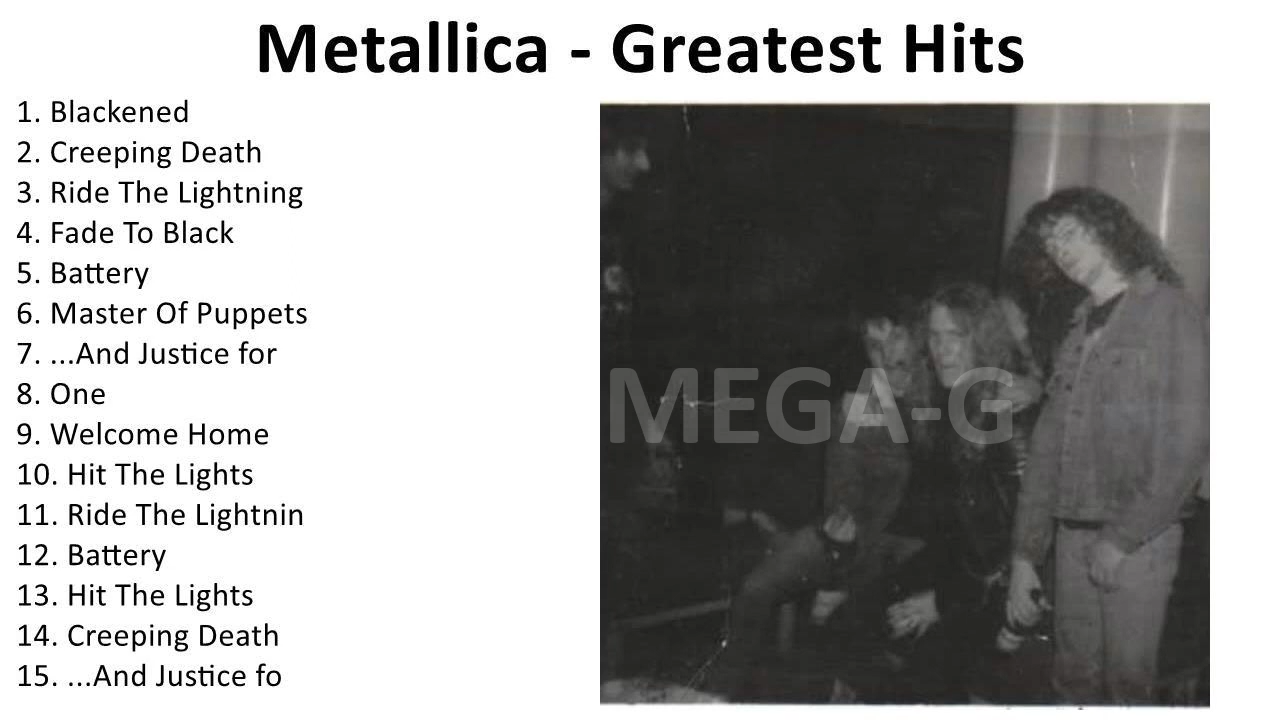 Metallica - Greatest Hits
1. Blackened
2. Creeping Death
3. Ride The Lightning
4. Fade To Black
5. Battery
6. Master Of Puppets
7. ...And Justice for
8. One
9. Welcome Home
10. Hit The Lights
11. Ride The Lightnin
12. Battery
13. Hit The Lights
14. Creeping Death
15. ...And Justice fo
MEGA-G